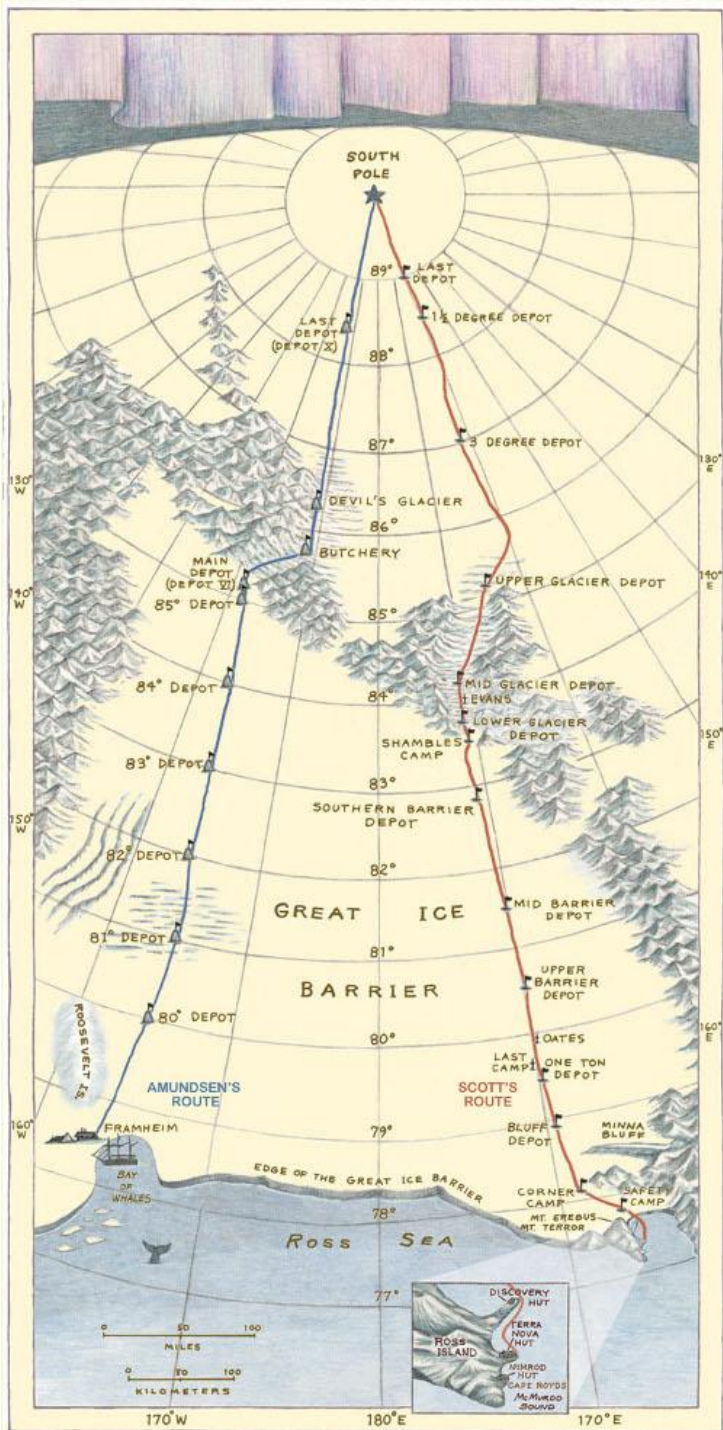 SOUTH
POLE
89°
LAST
DEPOT
LAST
DEPOT
(DEPOT X)
1½ DEGREE DEPOT
88°
87°
3 DEGREE DEPOT
130°
W
130°
E
DEVIL'S GLACIER
86°
BUTCHERY
MAIN
DEPOT
(DEPOT VI)
85° DEPOT
UPPER GLACIER DEPOT
140°
W
140°
E
85°
84° DEPOT
84°
MID GLACIER DEPOT
EVANS
LOWER GLACIER
DEPOT
SHAMBLES
CAMP
150°
E
83° DEPOT
83°
SOUTHERN BARRIER
DEPOT
150°
W
82° DEPOT
82°
GREAT ICE
BARRIER
MID BARRIER
DEPOT
81° DEPOT
81°
UPPER
BARRIER
DEPOT
80° DEPOT
80°
160°
E
OATES
LAST
CAMP
ONE TON
DEPOT
ROOSEVELT Is.
AMUNDSEN'S
ROUTE
SCOTT'S
ROUTE
160°
W
FRAMHEIM
79°
BLUFF
DEPOT
MINNA
BLUFF
BAY
OF
WHALES
EDGE OF THE GREAT ICE BARRIER
CORNER
CAMP
SAFETY
CAMP
78°
MT. EREBUS
MT. TERROR
ROSS SEA
77°
DISCOVERY
HUT
TERRA
NOVA
HUT
ROSS
ISLAND
NIMROD
HUT
CAPE ROYDS
McMURDO
SOUND
0 50 100
MILES
0 50 100
KILOMETERS
170°W
180°E
170°E